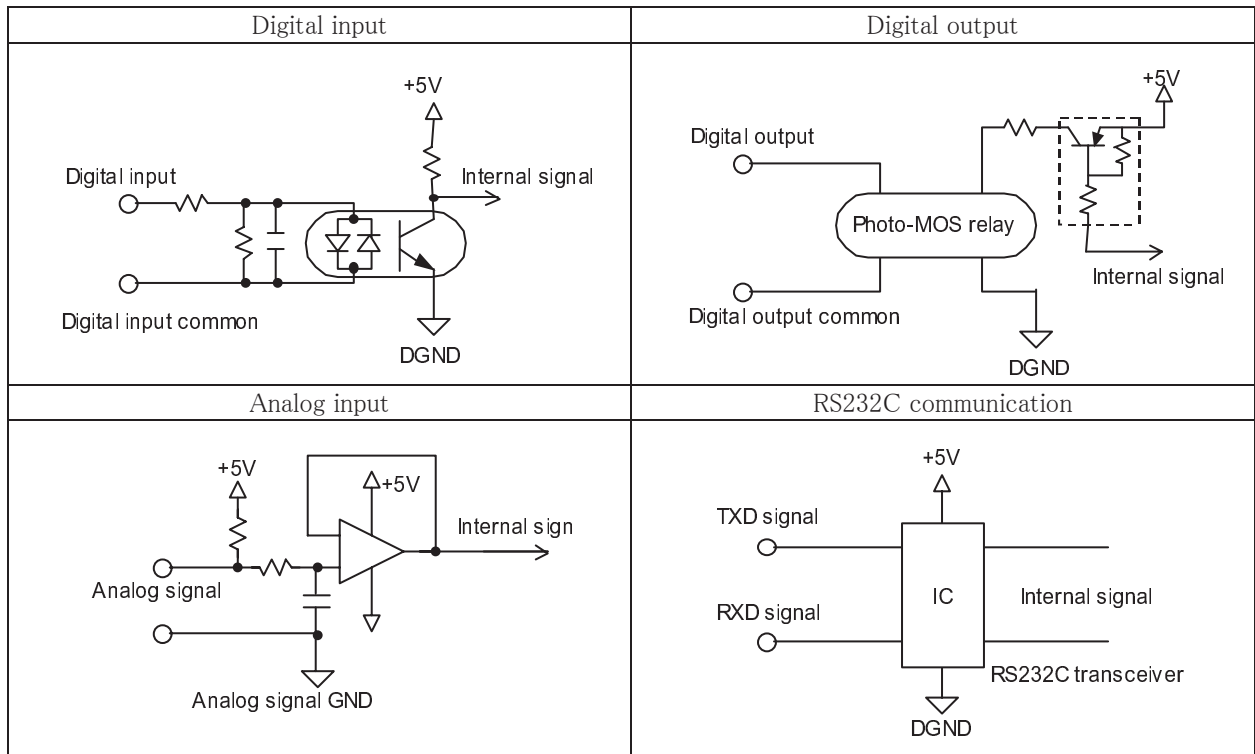 Digital input
Digital output
+5V
Digital input
Internal signal
Digital input common
DGND
+5V
Digital output
Photo-MOS relay
Internal signal
Digital output common
DGND
Analog input
RS232C communication
+5V
+5V
Internal sign
Analog signal
Analog signal GND
+5V
TXD signal
IC
Internal signal
RXD signal
RS232C transceiver
DGND